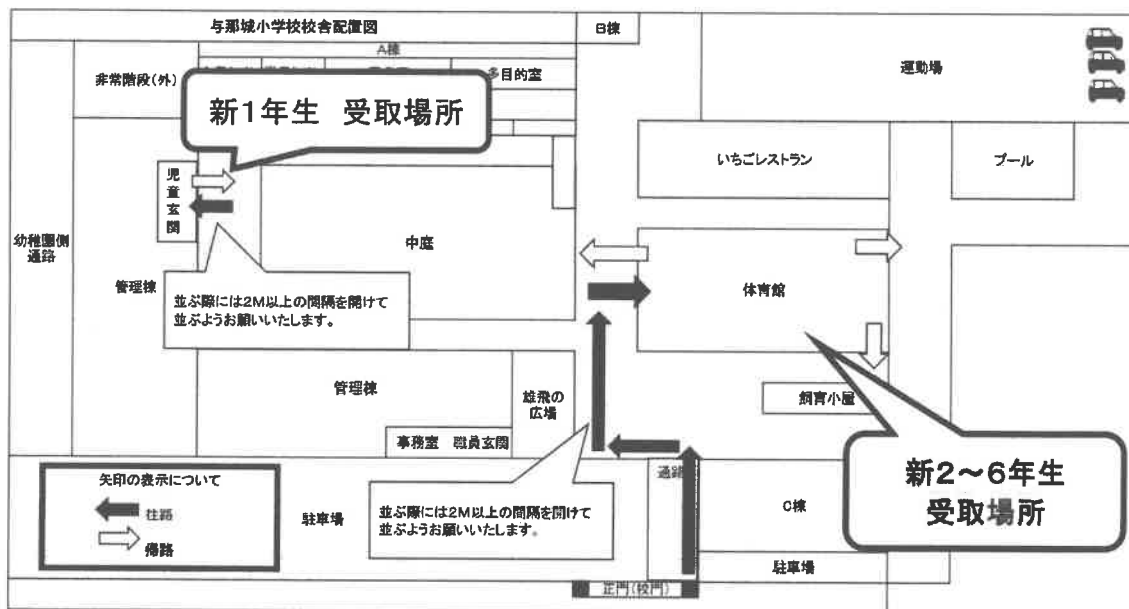 与那城小学校校舎配置図
B棟
A棟
非常階段(外)
多目的室
運動場
新1年生 受取場所
いちごレストラン
プール
児童玄関
幼稚園側
通路
中庭
管理棟
体育館
並ぶ際には2M以上の間隔を開けて
並ぶようお願いいたします。
管理棟
雄飛の
広場
飼育小屋
事務室 職員玄関
新2～6年生
受取場所
矢印の表示について
往路
帰路
駐車場
通路
並ぶ際には2M以上の間隔を開けて
並ぶようお願いいたします。
C棟
駐車場
正門(校門)